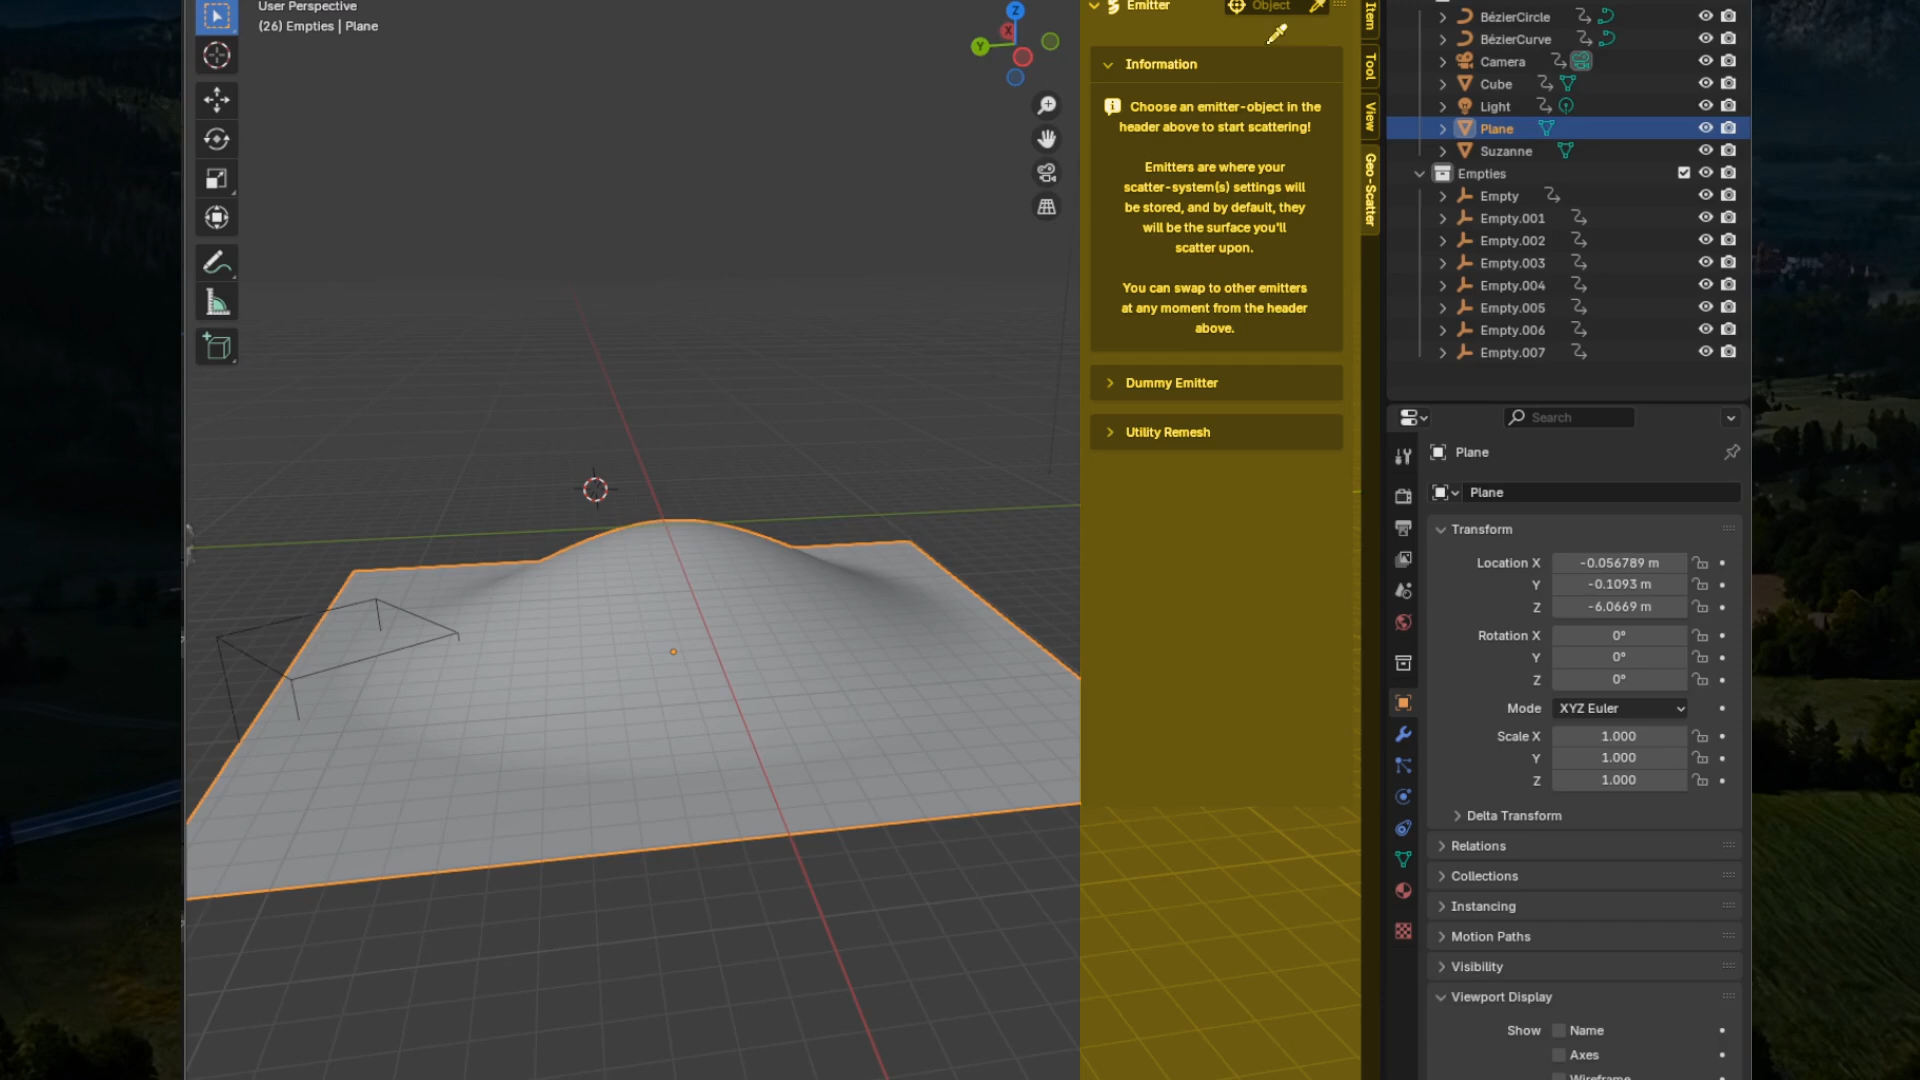 User Perspective
(26) Empties | Plane
Z
X
Y
Emitter
Object
Information
Choose an emitter-object in the
header above to start scattering!
Emitters are where your
scatter-system(s) settings will
be stored, and by default, they
will be the surface you'll
scatter upon.
You can swap to other emitters
at any moment from the header
above.
Dummy Emitter
Utility Remesh
Item
Tool
View
Geo-Scatter
BézierCircle
BézierCurve
Camera
Cube
Light
Plane
Suzanne
Empties
Empty
Empty.001
Empty.002
Empty.003
Empty.004
Empty.005
Empty.006
Empty.007
Search
Plane
Plane
Transform
Location X -0.056789 m
Y -0.1093 m
Z -6.0669 m
Rotation X 0°
Y 0°
Z 0°
Mode XYZ Euler
Scale X 1.000
Y 1.000
Z 1.000
Delta Transform
Relations
Collections
Instancing
Motion Paths
Visibility
Viewport Display
Show Name
Axes
Wireframe